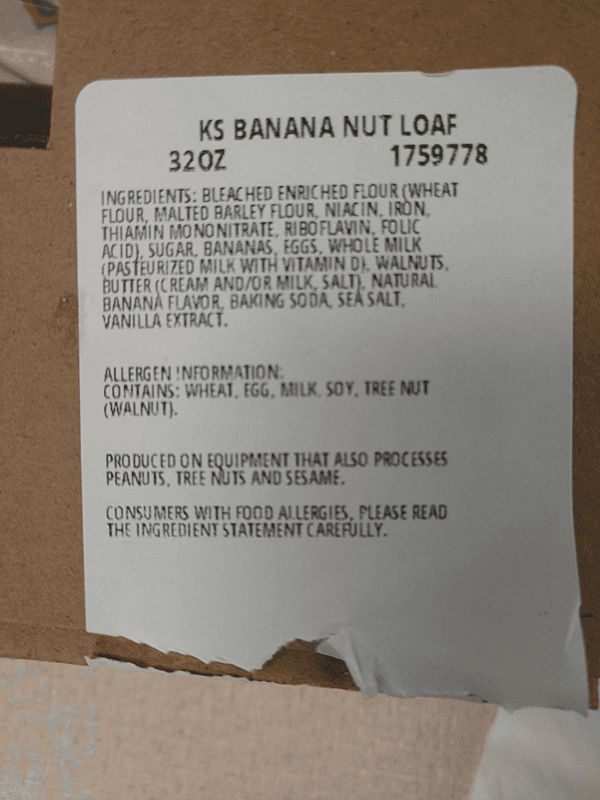 KS BANANA NUT LOAF
32OZ 1759778
INGREDIENTS: BLEACHED ENRICHED FLOUR (WHEAT
FLOUR, MALTED BARLEY FLOUR, NIACIN, IRON,
THIAMIN MONONITRATE, RIBOFLAVIN, FOLIC
ACID), SUGAR, BANANAS, EGGS, WHOLE MILK
(PASTEURIZED MILK WITH VITAMIN D), WALNUTS,
BUTTER (CREAM AND/OR MILK, SALT), NATURAL
BANANA FLAVOR, BAKING SODA, SEA SALT,
VANILLA EXTRACT.
ALLERGEN INFORMATION:
CONTAINS: WHEAT, EGG, MILK, SOY, TREE NUT
(WALNUT).
PRODUCED ON EQUIPMENT THAT ALSO PROCESSES
PEANUTS, TREE NUTS AND SESAME.
CONSUMERS WITH FOOD ALLERGIES, PLEASE READ
THE INGREDIENT STATEMENT CAREFULLY.